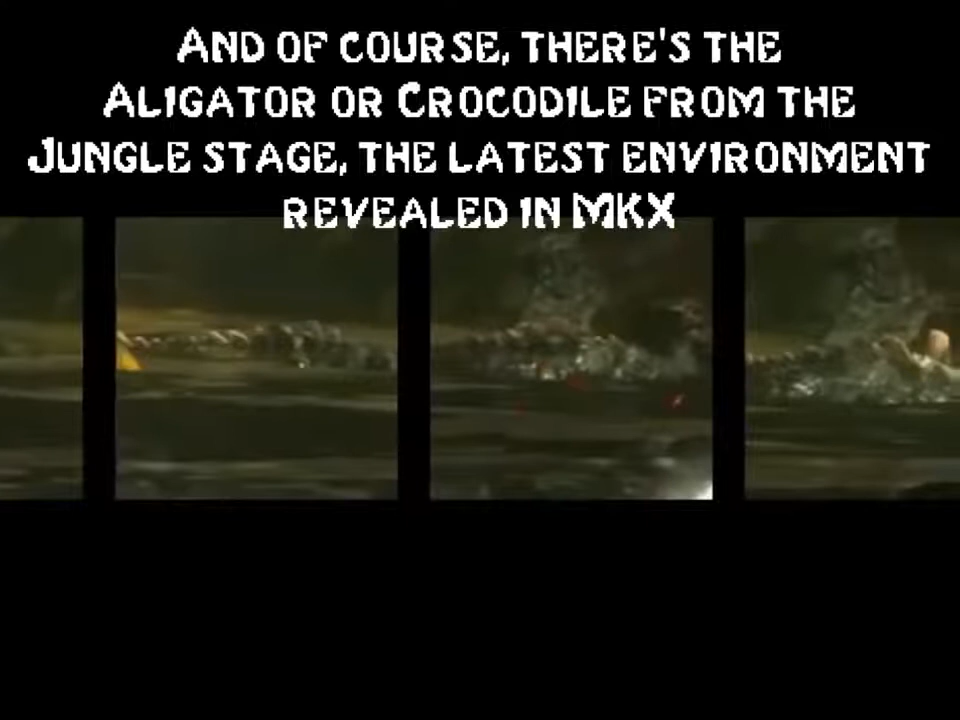 And of course, there's the
Aligator or Crocodile from the
Jungle stage, the latest environment
revealed in MKX